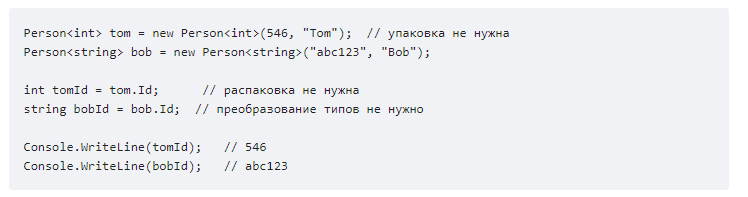 Person<int> tom = new Person<int>(546, "Tom");  // упаковка не нужна
Person<string> bob = new Person<string>("abc123", "Bob");
int tomId = tom.Id;      // распаковка не нужна
string bobId = bob.Id;  // преобразование типов не нужно
Console.WriteLine(tomId);   // 546
Console.WriteLine(bobId);   // abc123